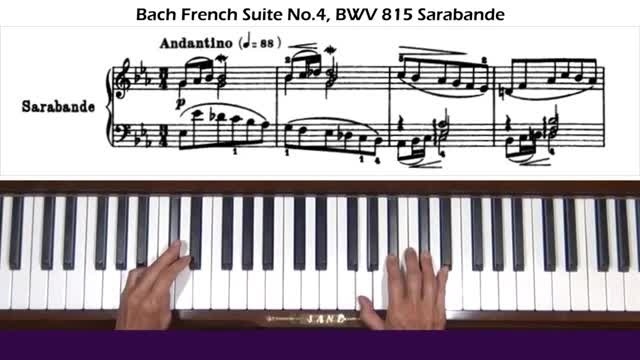 Bach French Suite No.4, BWV 815 Sarabande
Andantino (♩= 88)
Sarabande
p